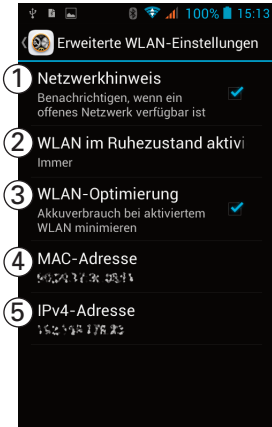 100% 15:13
Erweiterte WLAN-Einstellungen
1 Netzwerkhinweis
Benachrichtigen, wenn ein
offenes Netzwerk verfügbar ist
2 WLAN im Ruhezustand aktivi
Immer
3 WLAN-Optimierung
Akkuverbrauch bei aktiviertem
WLAN minimieren
4 MAC-Adresse
5 IPv4-Adresse